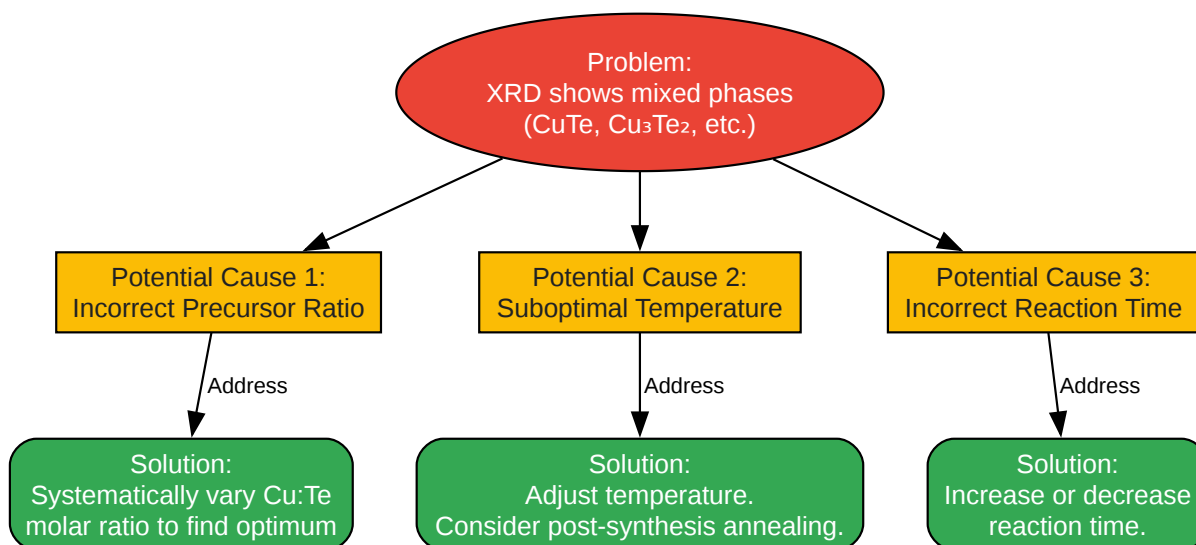 Problem:
XRD shows mixed phases
(CuTe, Cu₃Te₂, etc.)
Potential Cause 1:
Incorrect Precursor Ratio
Potential Cause 2:
Suboptimal Temperature
Potential Cause 3:
Incorrect Reaction Time
Address
Address
Address
Solution:
Systematically vary Cu:Te
molar ratio to find optimum
Solution:
Adjust temperature.
Consider post-synthesis annealing.
Solution:
Increase or decrease
reaction time.